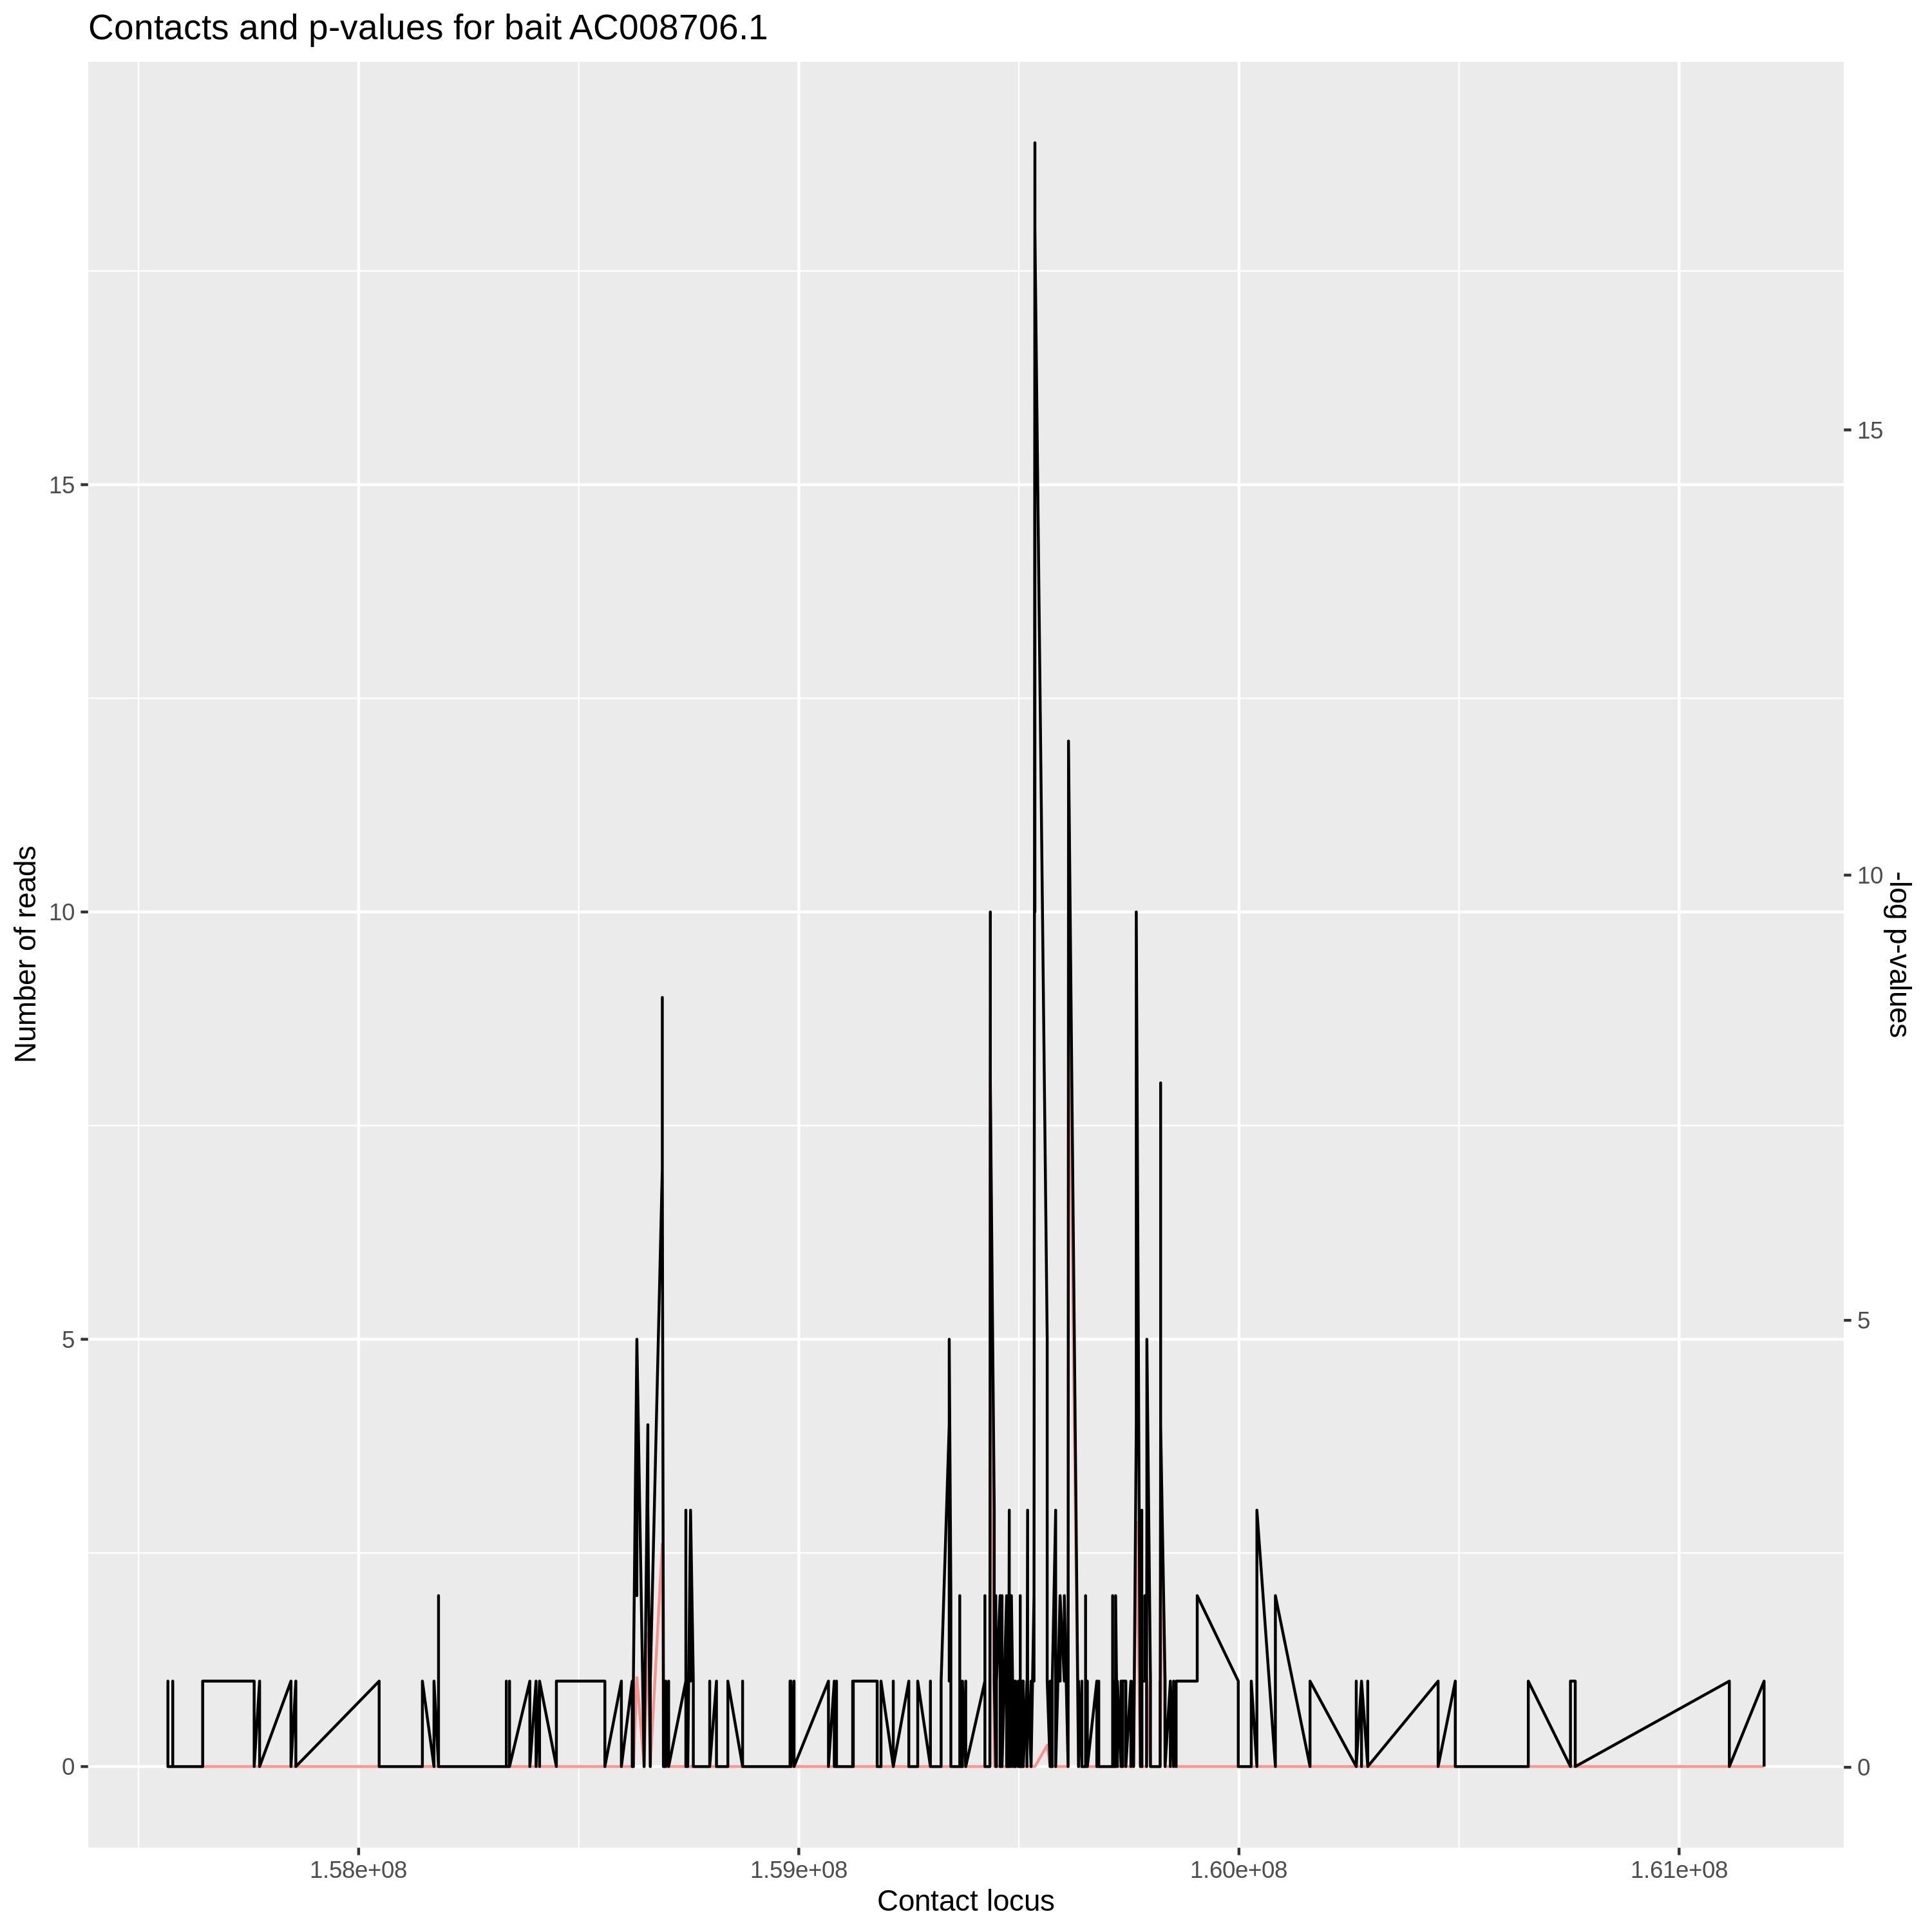 Contacts and p-values for bait AC008706.1
Number of reads
15
10
5
0
15
10
5
0
-log p-values
1.58e+08
1.59e+08
1.60e+08
1.61e+08
Contact locus